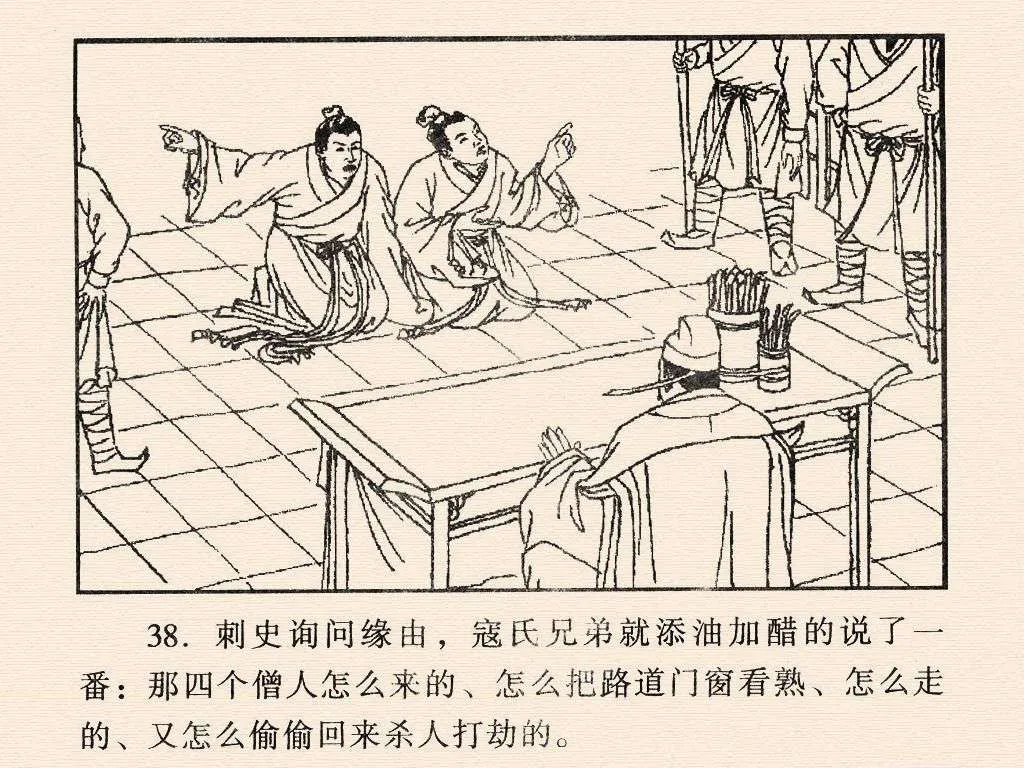 38. 刺史询问缘由，寇氏兄弟就添油加醋的说了一
番：那四个僧人怎么来的、怎么把路道门窗看熟、怎么走
的、又怎么偷偷回来杀人打劫的。